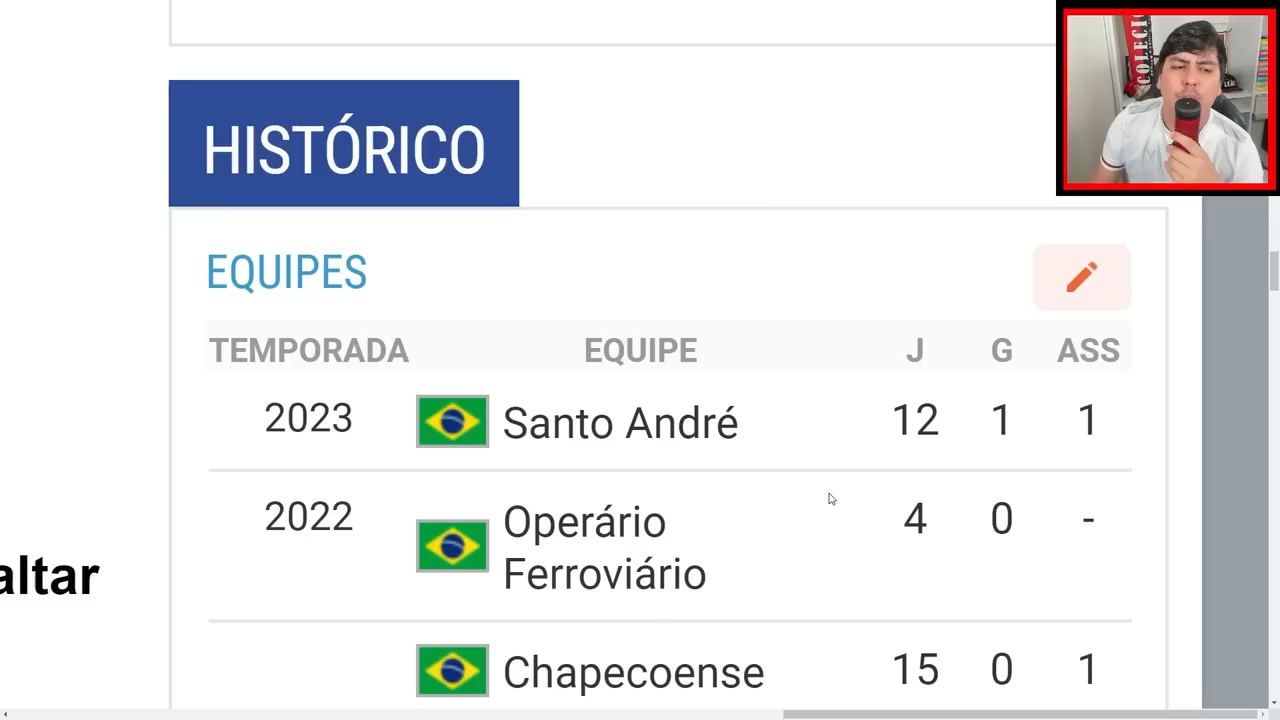 HISTÓRICO
EQUIPES
TEMPORADA EQUIPE J G ASS
2023 Santo André 12 1 1
2022 Operário Ferroviário 4 0 -
Chapecoense 15 0 1
altar
COLECI